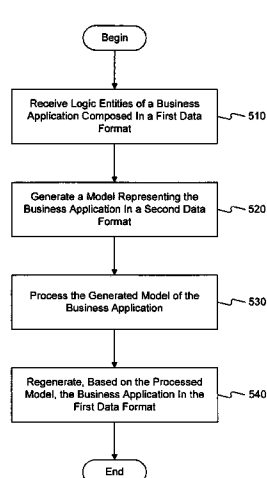 Begin
Receive Logic Entities of a Business
Application Composed In a First Data
Format
510
Generate a Model Representing the
Business Application In a Second Data
Format
520
Process the Generated Model of the
Business Application
530
Regenerate, Based on the Processed
Model, the Business Application In the
First Data Format
540
End